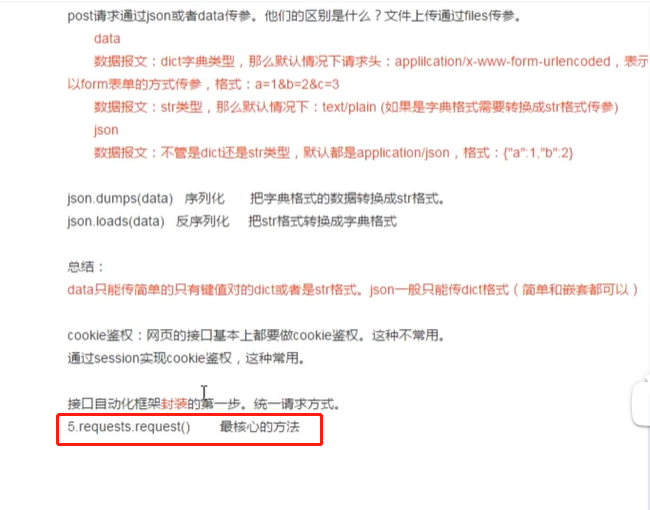 post请求通过json或者data传参。他们的区别是什么？文件上传通过files传参。
data
数据报文：dict字典类型，那么默认情况下请求头：applilcation/x-www-form-urlencoded，表示
以form表单的方式传参，格式：a=1&b=2&c=3
数据报文：str类型，那么默认情况下：text/plain (如果是字典格式需要转换成str格式传参)
json
数据报文：不管是dict还是str类型，默认都是application/json，格式：{"a":1,"b":2}
json.dumps(data) 序列化 把字典格式的数据转换成str格式。
json.loads(data) 反序列化 把str格式转换成字典格式
总结：
data只能传简单的只有键值对的dict或者是str格式。json一般只能传dict格式（简单和嵌套都可以）
cookie鉴权：网页的接口基本上都要做cookie鉴权。这种不常用。
通过session实现cookie鉴权，这种常用。
接口自动化框架封装的第一步。统一请求方式。
5.requests.request() 最核心的方法